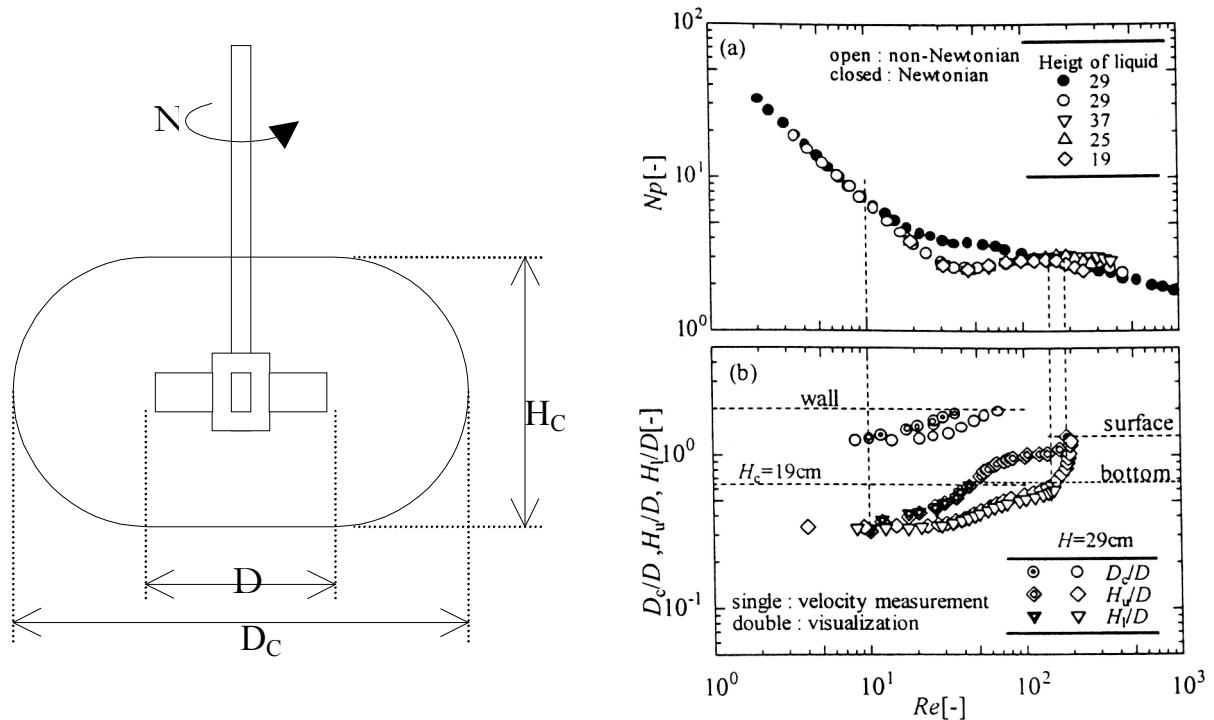 N
H_C
D
D_C
10^2
(a)
open : non-Newtonian
closed : Newtonian
Heigt of liquid
29
29
37
25
19
10^1
Np[-]
10^0
(b)
wall
surface
10^0
H_c=19cm
bottom
D_c/D ,H_u/D, H_l/D[-]
H=29cm
D_c/D
H_u/D
H_l/D
10^-1
single : velocity measurement
double : visualization
10^0
10^1
10^2
10^3
Re[-]